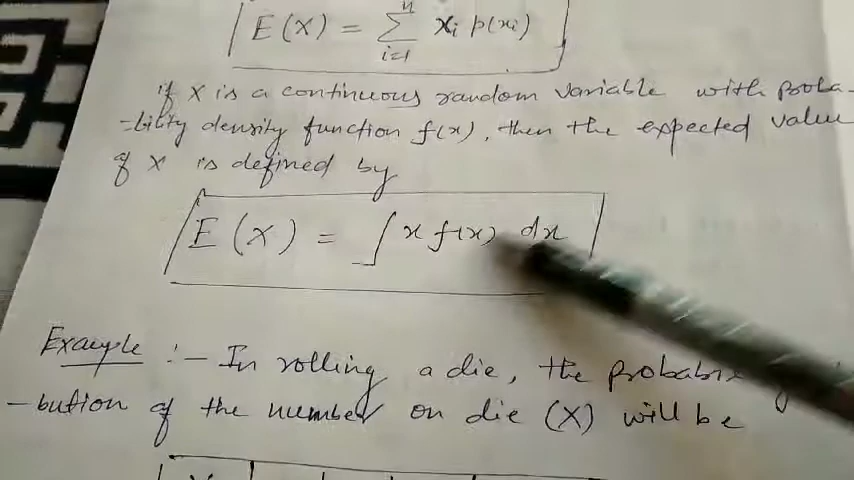 E(X) = n Σ i=1 xi p(xi)
if X is a continuous random variable with proba-
-bility density function f(x), then the expected value
of X is defined by
E(X) = ∫ x f(x) dx
Example :- In rolling a die, the
-bution of the number on die (X) will be